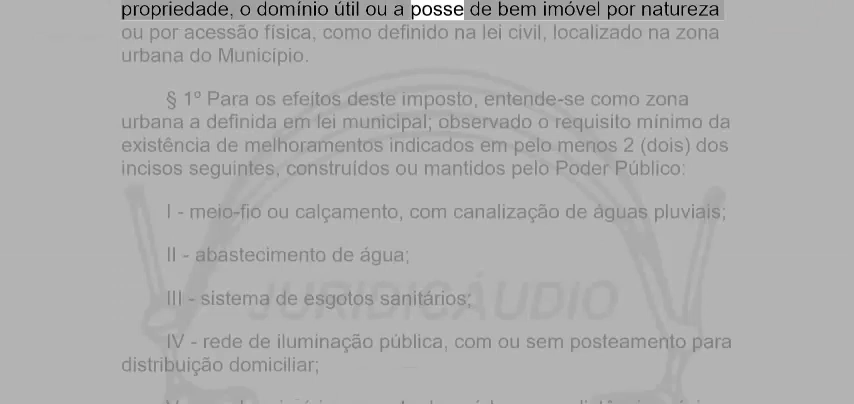 propriedade, o domínio útil ou a posse de bem imóvel por natureza
ou por acessão física, como definido na lei civil, localizado na zona
urbana do Município.
§ 1º Para os efeitos deste imposto, entende-se como zona
urbana a definida em lei municipal; observado o requisito mínimo da
existência de melhoramentos indicados em pelo menos 2 (dois) dos
incisos seguintes, construídos ou mantidos pelo Poder Público:
I - meio-fio ou calçamento, com canalização de águas pluviais;
II - abastecimento de água;
III - sistema de esgotos sanitários;
JURIDICÁUDIO
IV - rede de iluminação pública, com ou sem posteamento para
distribuição domiciliar;